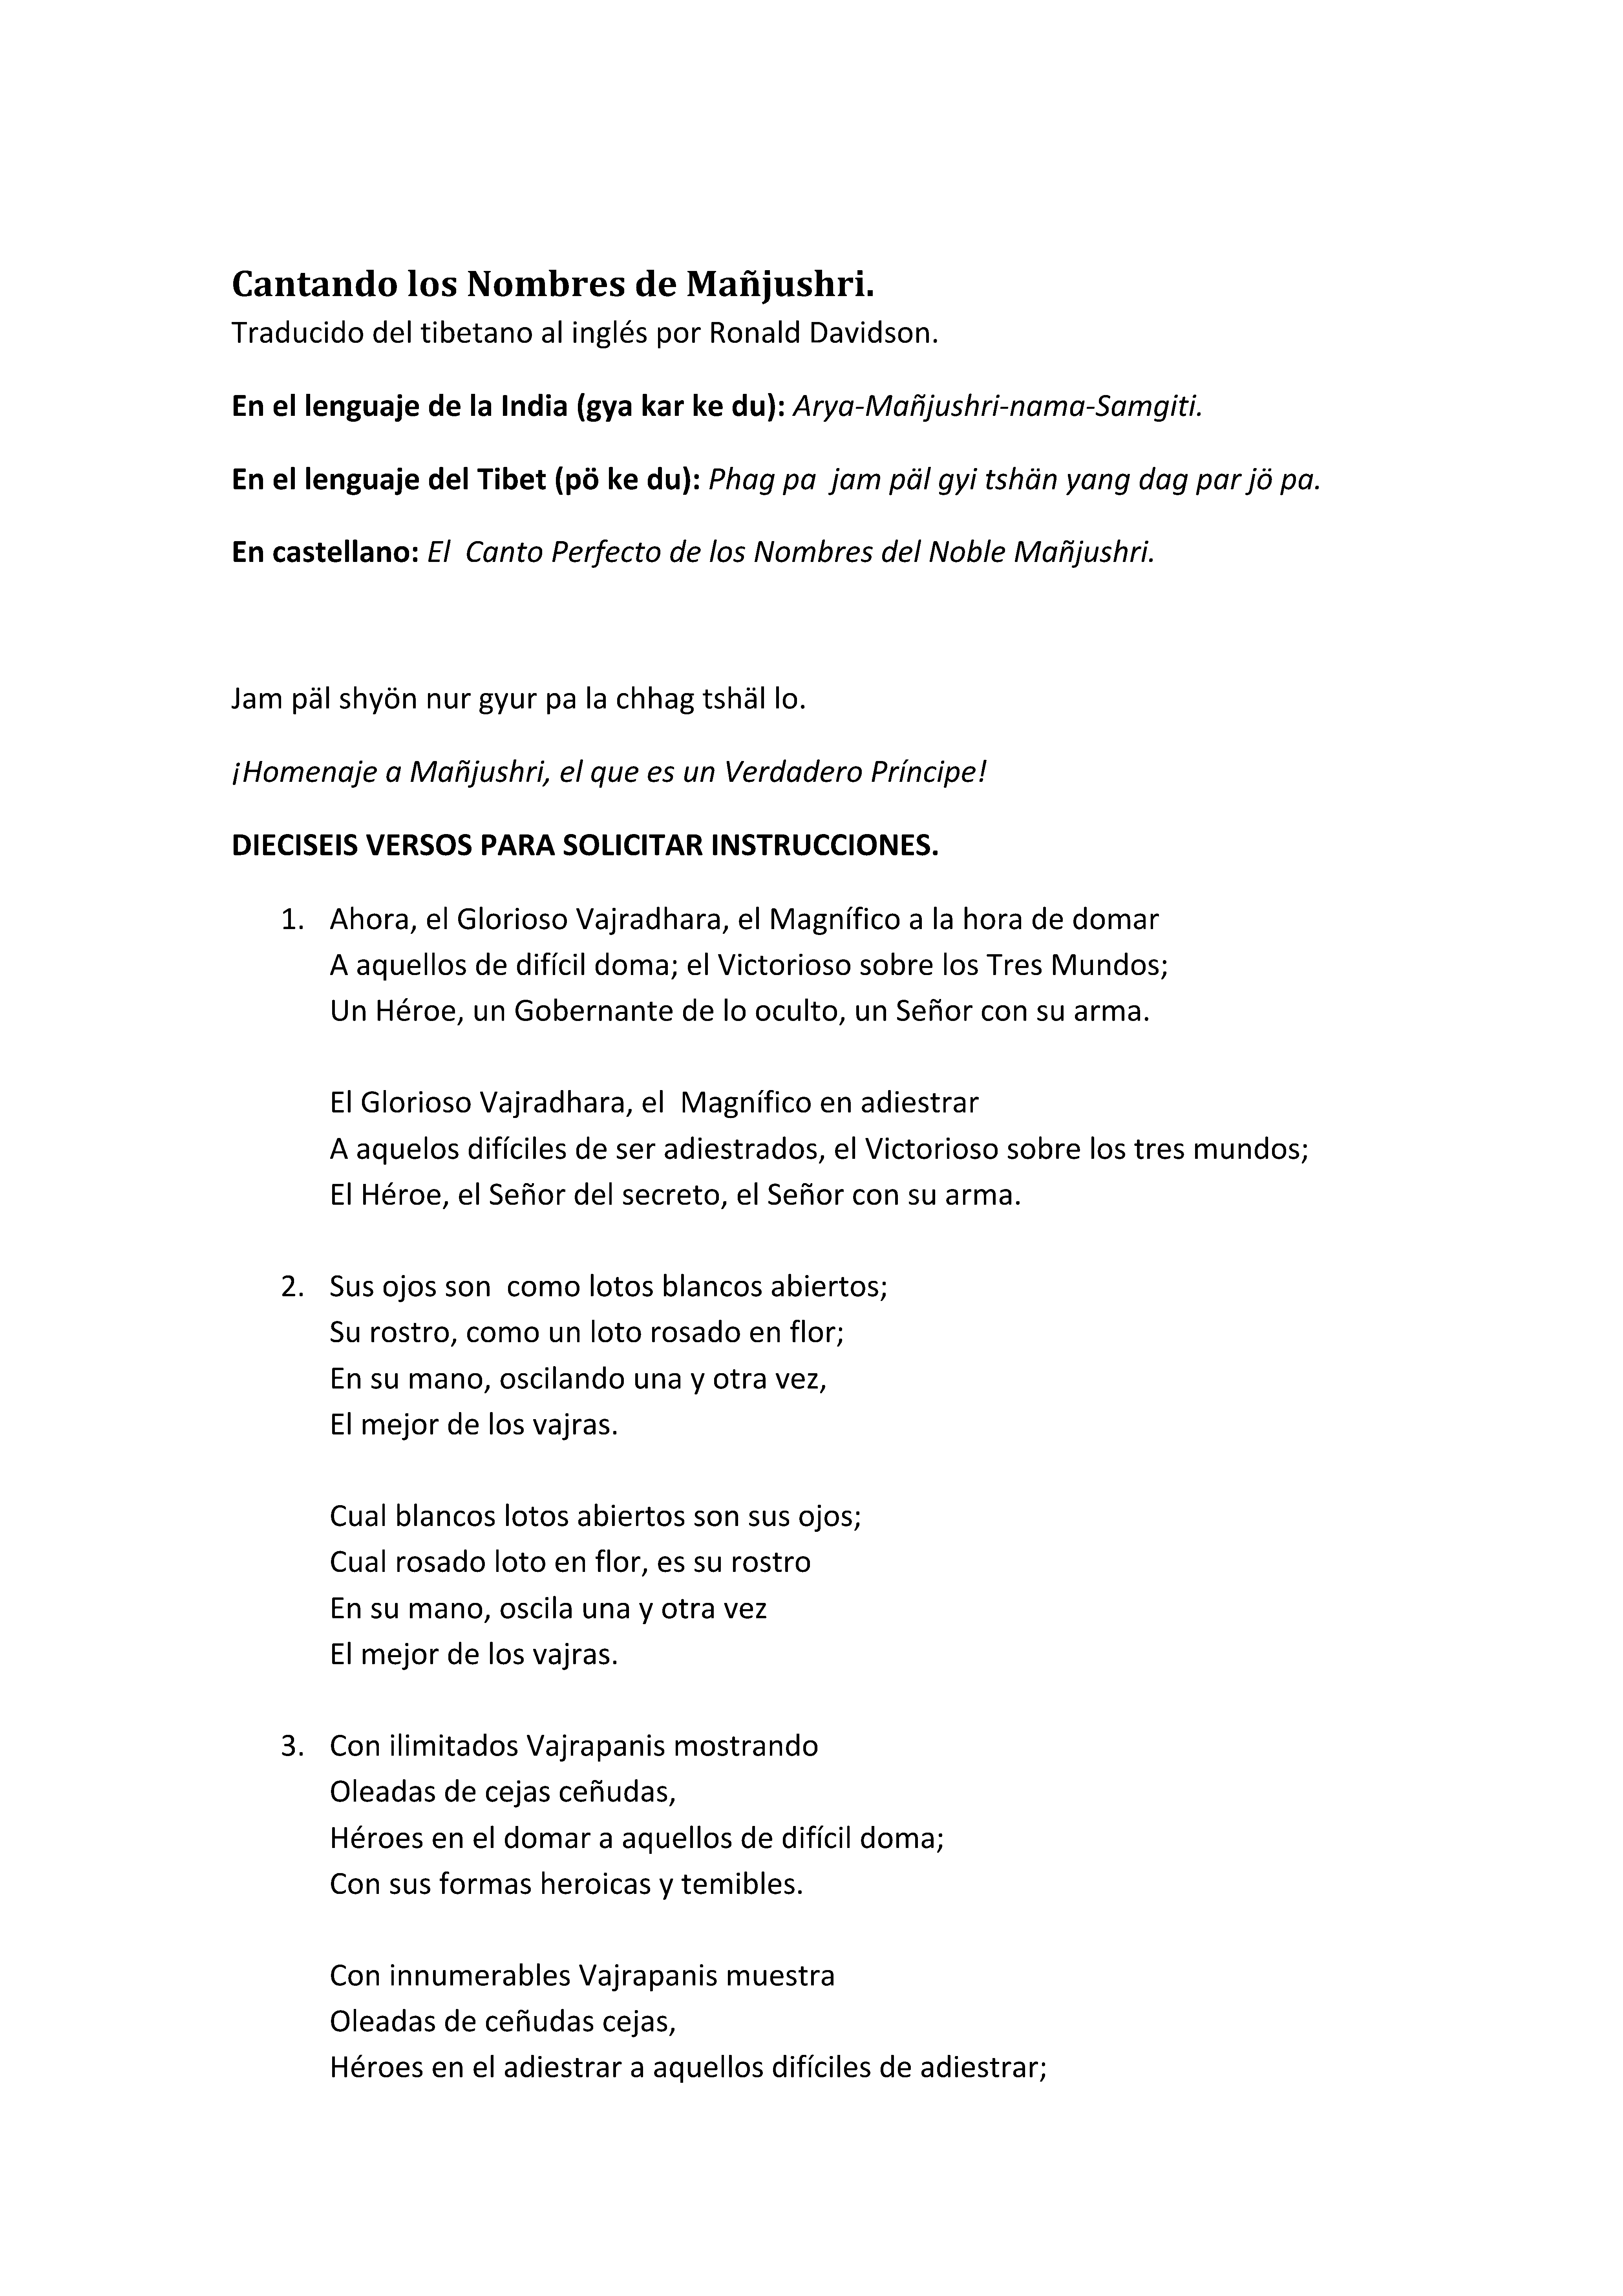 Cantando los Nombres de Mañjushri.
Traducido del tibetano al inglés por Ronald Davidson.
En el lenguaje de la India (gya kar ke du): Arya-Mañjushri-nama-Samgiti.
En el lenguaje del Tibet (pö ke du): Phag pa  jam päl gyi tshän yang dag par jö pa.
En castellano: El  Canto Perfecto de los Nombres del Noble Mañjushri.
Jam päl shyön nur gyur pa la chhag tshäl lo.
¡Homenaje a Mañjushri, el que es un Verdadero Príncipe!
DIECISEIS VERSOS PARA SOLICITAR INSTRUCCIONES.
1. Ahora, el Glorioso Vajradhara, el Magnífico a la hora de domar
A aquellos de difícil doma; el Victorioso sobre los Tres Mundos;
Un Héroe, un Gobernante de lo oculto, un Señor con su arma.
El Glorioso Vajradhara, el  Magnífico en adiestrar
A aquelos difíciles de ser adiestrados, el Victorioso sobre los tres mundos;
El Héroe, el Señor del secreto, el Señor con su arma.
2. Sus ojos son  como lotos blancos abiertos;
Su rostro, como un loto rosado en flor;
En su mano, oscilando una y otra vez,
El mejor de los vajras.
Cual blancos lotos abiertos son sus ojos;
Cual rosado loto en flor, es su rostro
En su mano, oscila una y otra vez
El mejor de los vajras.
3. Con ilimitados Vajrapanis mostrando
Oleadas de cejas ceñudas,
Héroes en el domar a aquellos de difícil doma;
Con sus formas heroicas y temibles.
Con innumerables Vajrapanis muestra
Oleadas de ceñudas cejas,
Héroes en el adiestrar a aquellos difíciles de adiestrar;